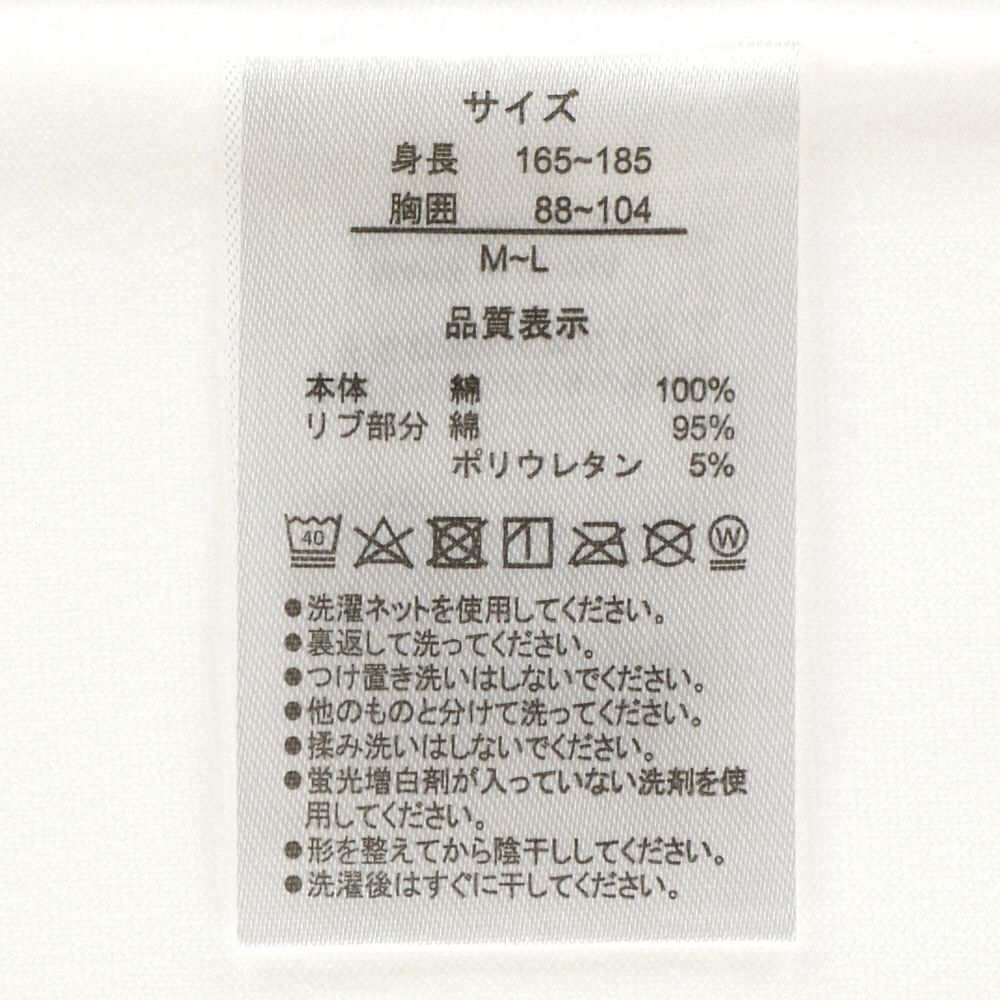 サイズ
身長 165~185
胸囲 88~104
M~L
品質表示
本体 綿 100%
リブ部分 綿 95%
ポリウレタン 5%
40 W
●洗濯ネットを使用してください。
●裏返して洗ってください。
●つけ置き洗いはしないでください。
●他のものと分けて洗ってください。
●揉み洗いはしないでください。
●蛍光増白剤が入っていない洗剤を使
用してください。
●形を整えてから陰干ししてください。
●洗濯後はすぐに干してください。